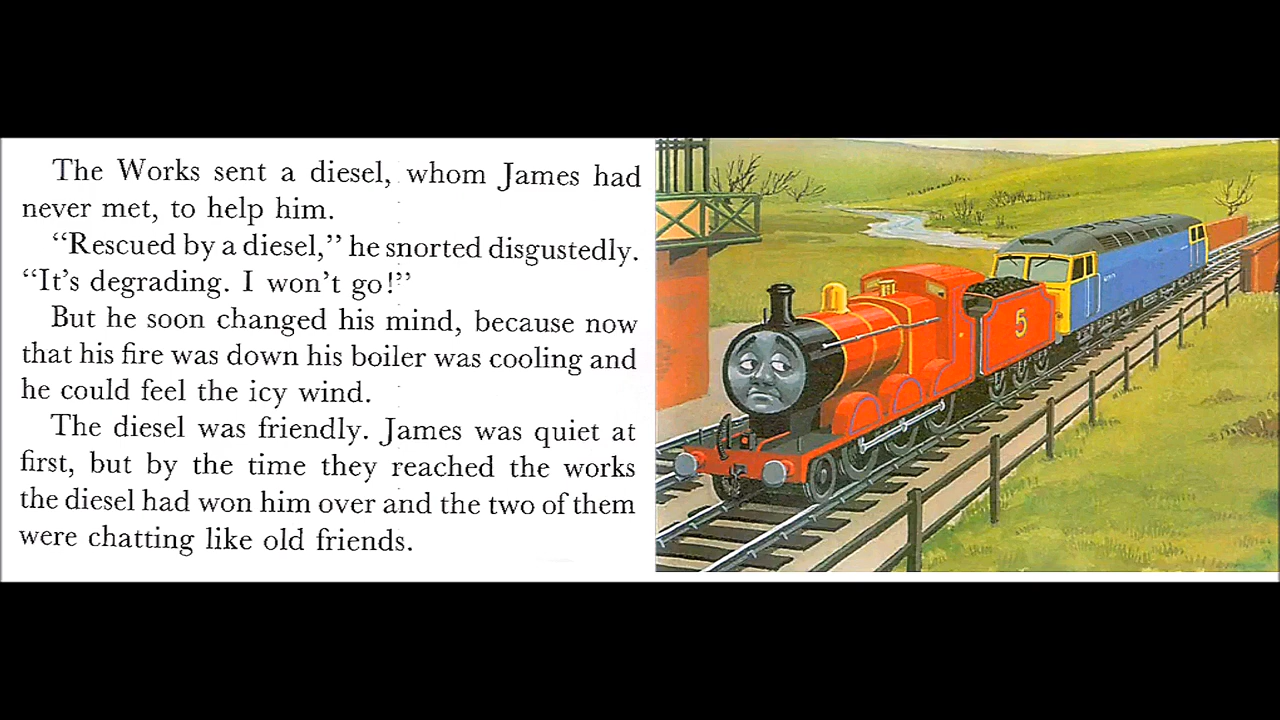 The Works sent a diesel, whom James had
never met, to help him.
“Rescued by a diesel,” he snorted disgustedly.
“It’s degrading. I won’t go!”
But he soon changed his mind, because now
that his fire was down his boiler was cooling and
he could feel the icy wind.
The diesel was friendly. James was quiet at
first, but by the time they reached the works
the diesel had won him over and the two of them
were chatting like old friends.
5